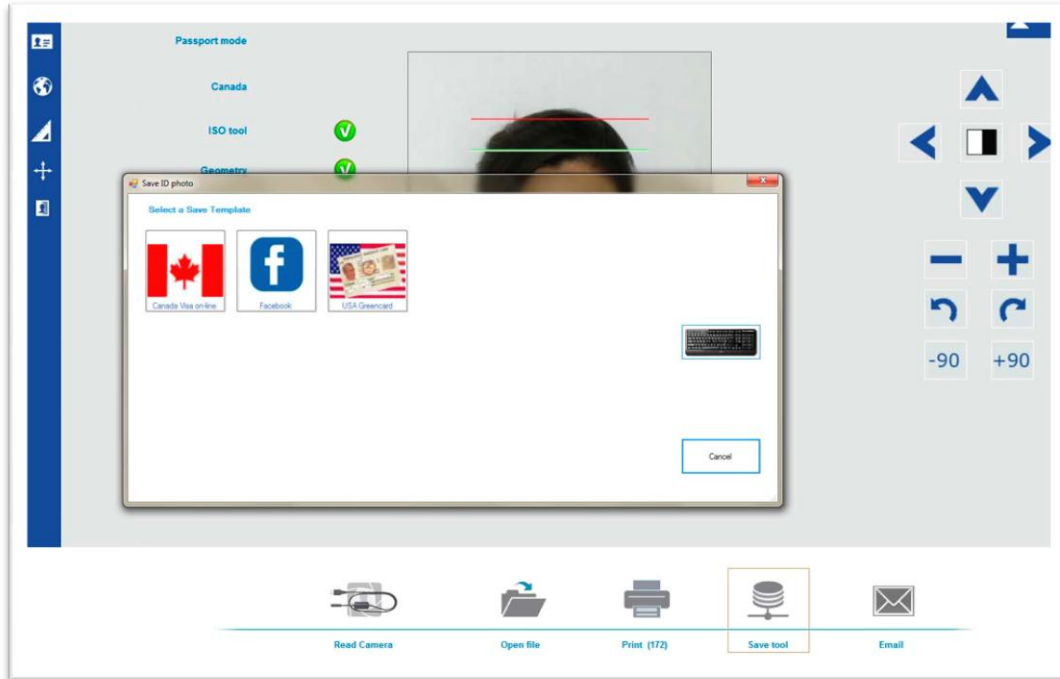 Passport mode
Canada
ISO tool
Geometry
Save ID photo
Select a Save Template
Canada Visa on-line
Facebook
USA Greencard
Cancel
-90 +90
Read Camera
Open file
Print (172)
Save tool
Email